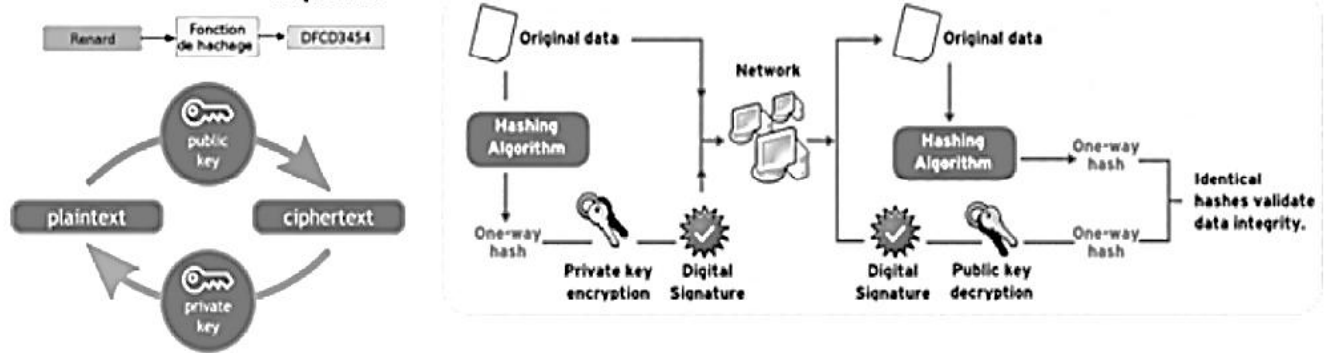 Renard
Fonction
de hachage
DFCD3454
public
key
plaintext
ciphertext
private
key
Original data
Hashing
Algorithm
One-way
hash
Private key
encryption
Digital
Signature
Network
Original data
Hashing
Algorithm
One-way
hash
Digital
Signature
Public key
decryption
One-way
hash
Identical
hashes validate
data integrity.